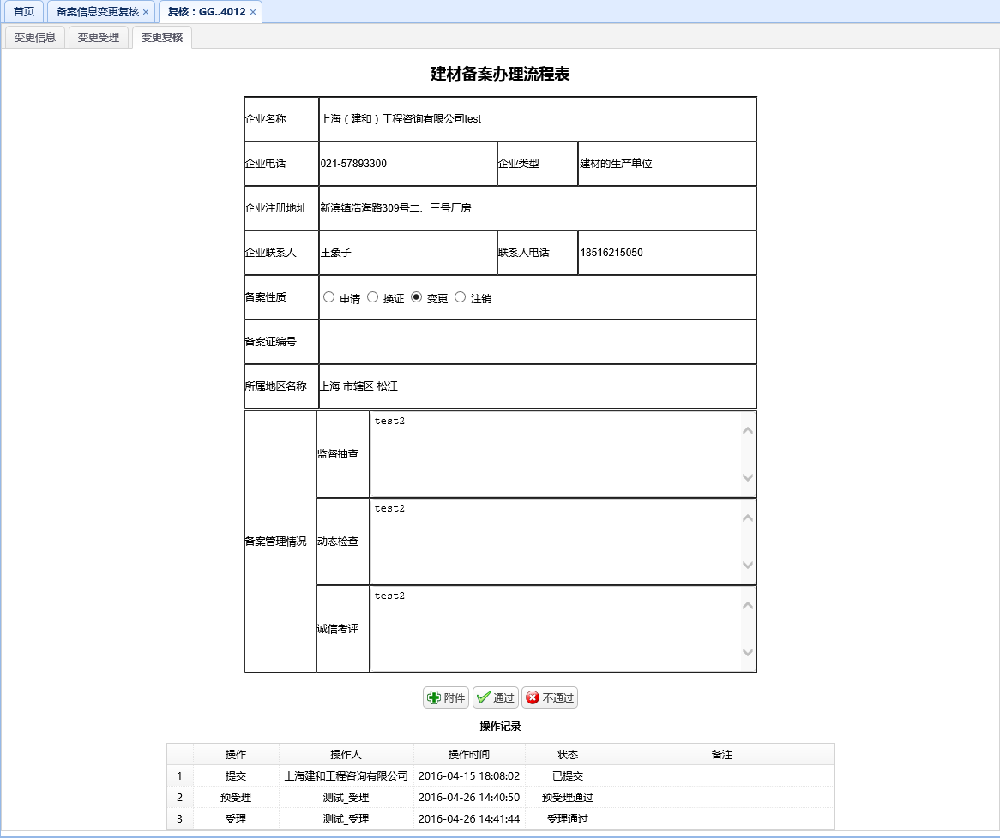 首页 备案信息变更复核 × 复核：GG..4012 ×
变更信息 变更受理 变更复核
建材备案办理流程表
企业名称 上海（建和）工程咨询有限公司test
企业电话 021-57893300 企业类型 建材的生产单位
企业注册地址 新滨镇浩海路309号二、三号厂房
企业联系人 王象子 联系人电话 18516215050
备案性质 申请 换证 变更 注销
备案证编号
所属地区名称 上海 市辖区 松江
备案管理情况
监督抽查 test2
动态检查 test2
诚信考评 test2
附件 通过 不通过
操作记录
操作 操作人 操作时间 状态 备注
1 提交 上海建和工程咨询有限公司 2016-04-15 18:08:02 已提交
2 预受理 测试_受理 2016-04-26 14:40:50 预受理通过
3 受理 测试_受理 2016-04-26 14:41:44 受理通过